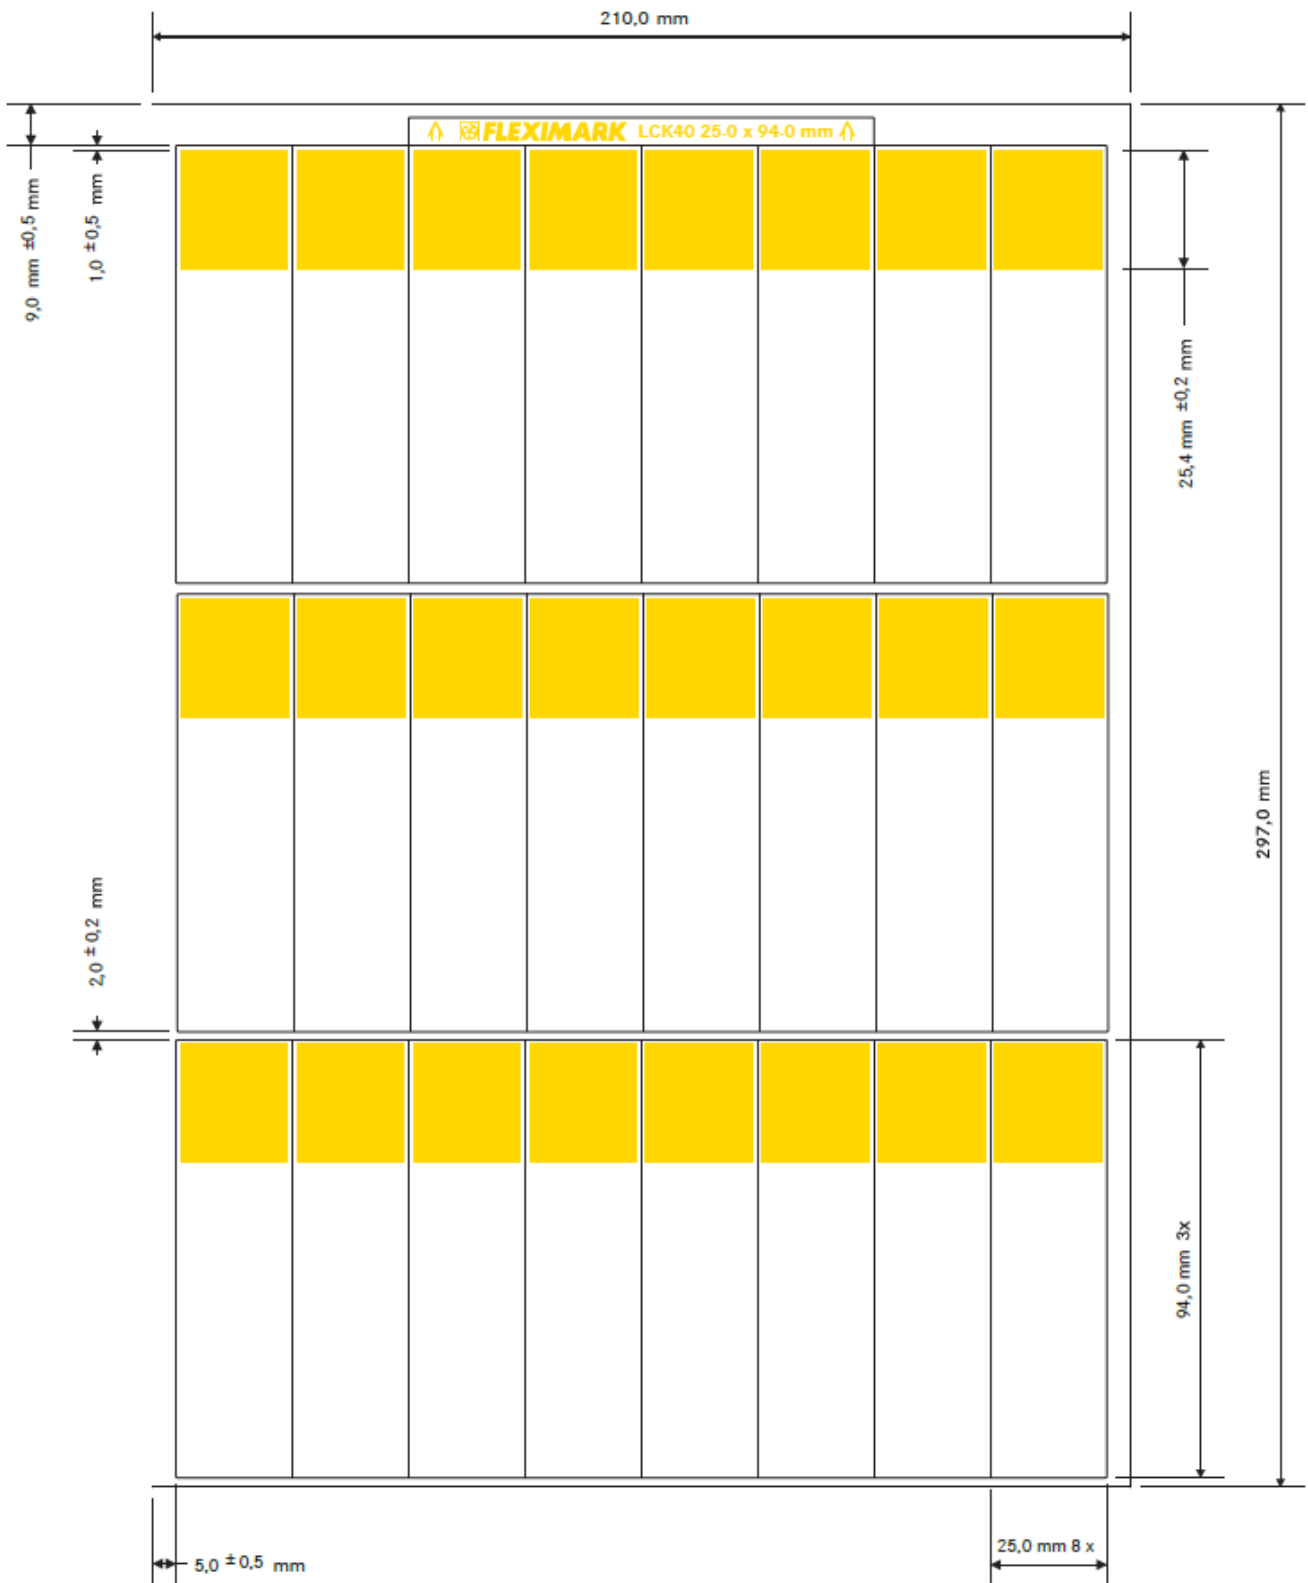 210,0 mm
FLEXIMARK LCK40 25-0 x 94-0 mm
9,0 mm ±0,5 mm
1,0 ±0,5 mm
25,4 mm ±0,2 mm
297,0 mm
2,0 ±0,2 mm
94,0 mm 3x
5,0 ±0,5 mm
25,0 mm 8 x